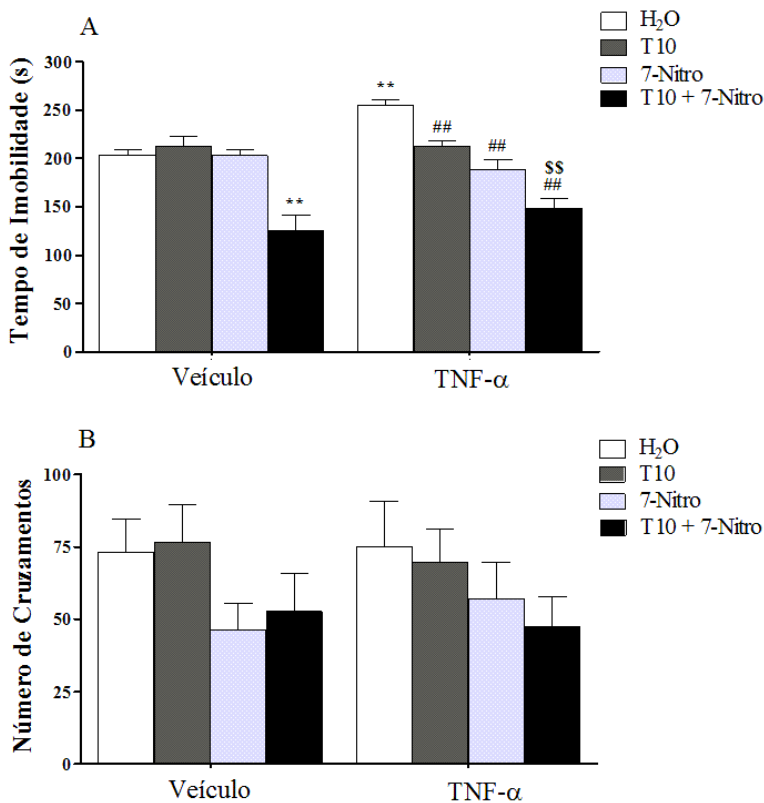 A
H₂O
T10
7-Nitro
T10 + 7-Nitro
Tempo de Imobilidade (s)
300
250
200
150
100
50
0
**
**
##
##
$$
##
Veículo
TNF-α
B
H₂O
T10
7-Nitro
T10 + 7-Nitro
Número de Cruzamentos
100
75
50
25
0
Veículo
TNF-α